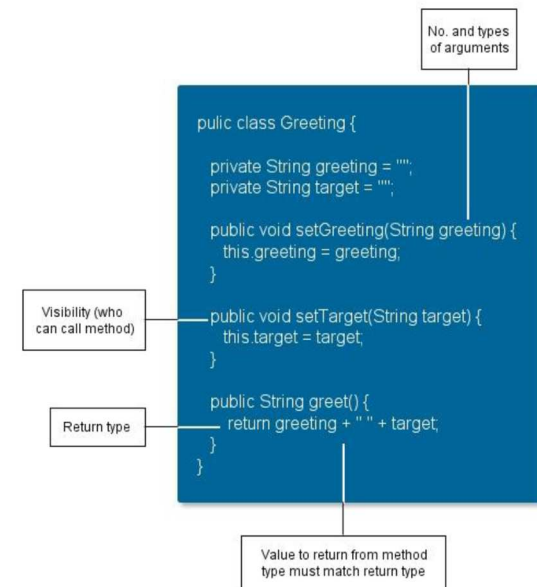 No. and types
of arguments
pulic class Greeting {
private String greeting = "";
private String target = "";
public void setGreeting(String greeting) {
this.greeting = greeting;
}
Visibility (who
can call method)
public void setTarget(String target) {
this.target = target;
}
public String greet() {
Return type
return greeting + " " + target;
}
}
Value to return from method
type must match return type